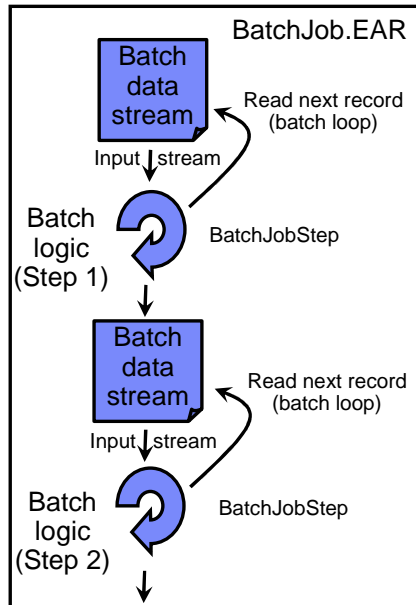 BatchJob.EAR
Batch
data
stream
Read next record
(batch loop)
Input stream
Batch
logic
(Step 1)
BatchJobStep
Batch
data
stream
Read next record
(batch loop)
Input stream
Batch
logic
(Step 2)
BatchJobStep